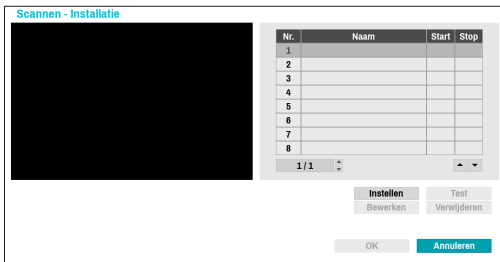 Scannen - Installatie
Nr. Naam Start Stop
1
2
3
4
5
6
7
8
1 / 1
Instellen Test
Bewerken Verwijderen
OK Annuleren